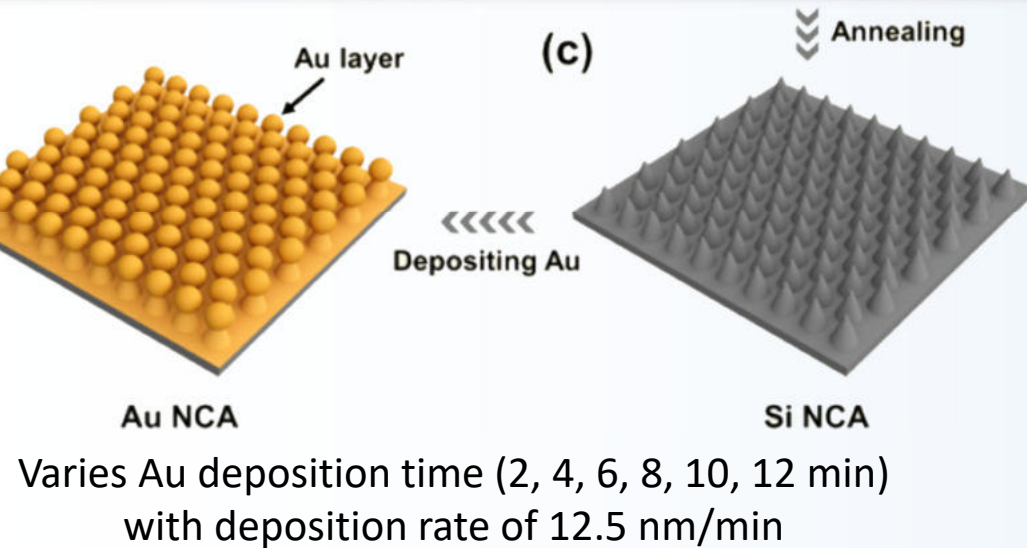 Annealing
(c)
Au layer
Depositing Au
Au NCA
Si NCA
Varies Au deposition time (2, 4, 6, 8, 10, 12 min)
with deposition rate of 12.5 nm/min